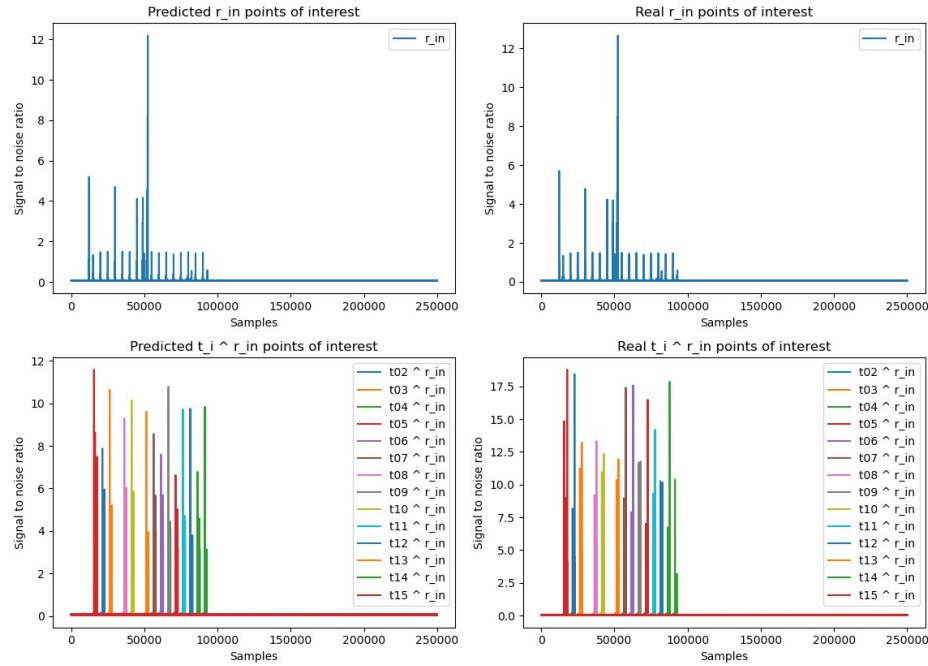 Predicted r_in points of interest
r_in
12
10
8
6
4
2
0
Signal to noise ratio
0
50000
100000
150000
200000
250000
Samples
Real r_in points of interest
r_in
12
10
8
6
4
2
0
Signal to noise ratio
0
50000
100000
150000
200000
250000
Samples
Predicted t_i ^ r_in points of interest
t02 ^ r_in
t03 ^ r_in
t04 ^ r_in
t05 ^ r_in
t06 ^ r_in
t07 ^ r_in
t08 ^ r_in
t09 ^ r_in
t10 ^ r_in
t11 ^ r_in
t12 ^ r_in
t13 ^ r_in
t14 ^ r_in
t15 ^ r_in
12
10
8
6
4
2
0
Signal to noise ratio
0
50000
100000
150000
200000
250000
Samples
Real t_i ^ r_in points of interest
t02 ^ r_in
t03 ^ r_in
t04 ^ r_in
t05 ^ r_in
t06 ^ r_in
t07 ^ r_in
t08 ^ r_in
t09 ^ r_in
t10 ^ r_in
t11 ^ r_in
t12 ^ r_in
t13 ^ r_in
t14 ^ r_in
t15 ^ r_in
17.5
15.0
12.5
10.0
7.5
5.0
2.5
0.0
Signal to noise ratio
0
50000
100000
150000
200000
250000
Samples